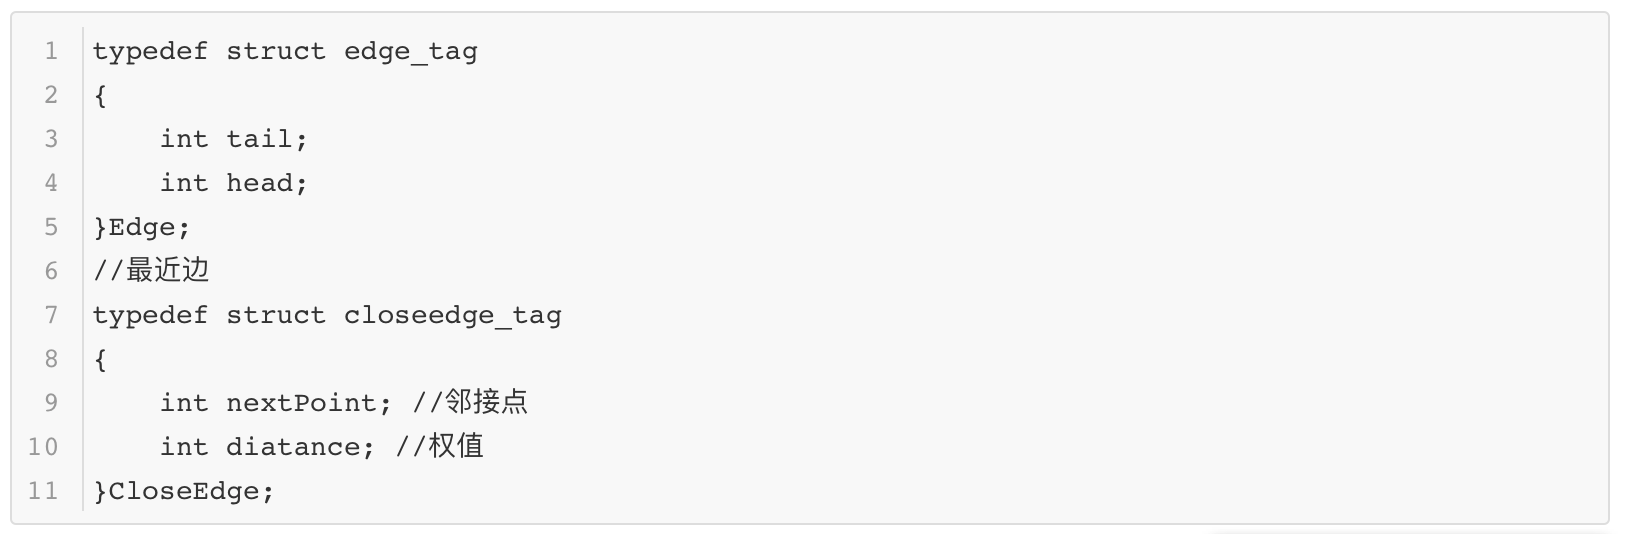 1 typedef struct edge_tag
2 {
3     int tail;
4     int head;
5 }Edge;
6 //最近边
7 typedef struct closeedge_tag
8 {
9     int nextPoint; //邻接点
10     int diatance; //权值
11 }CloseEdge;